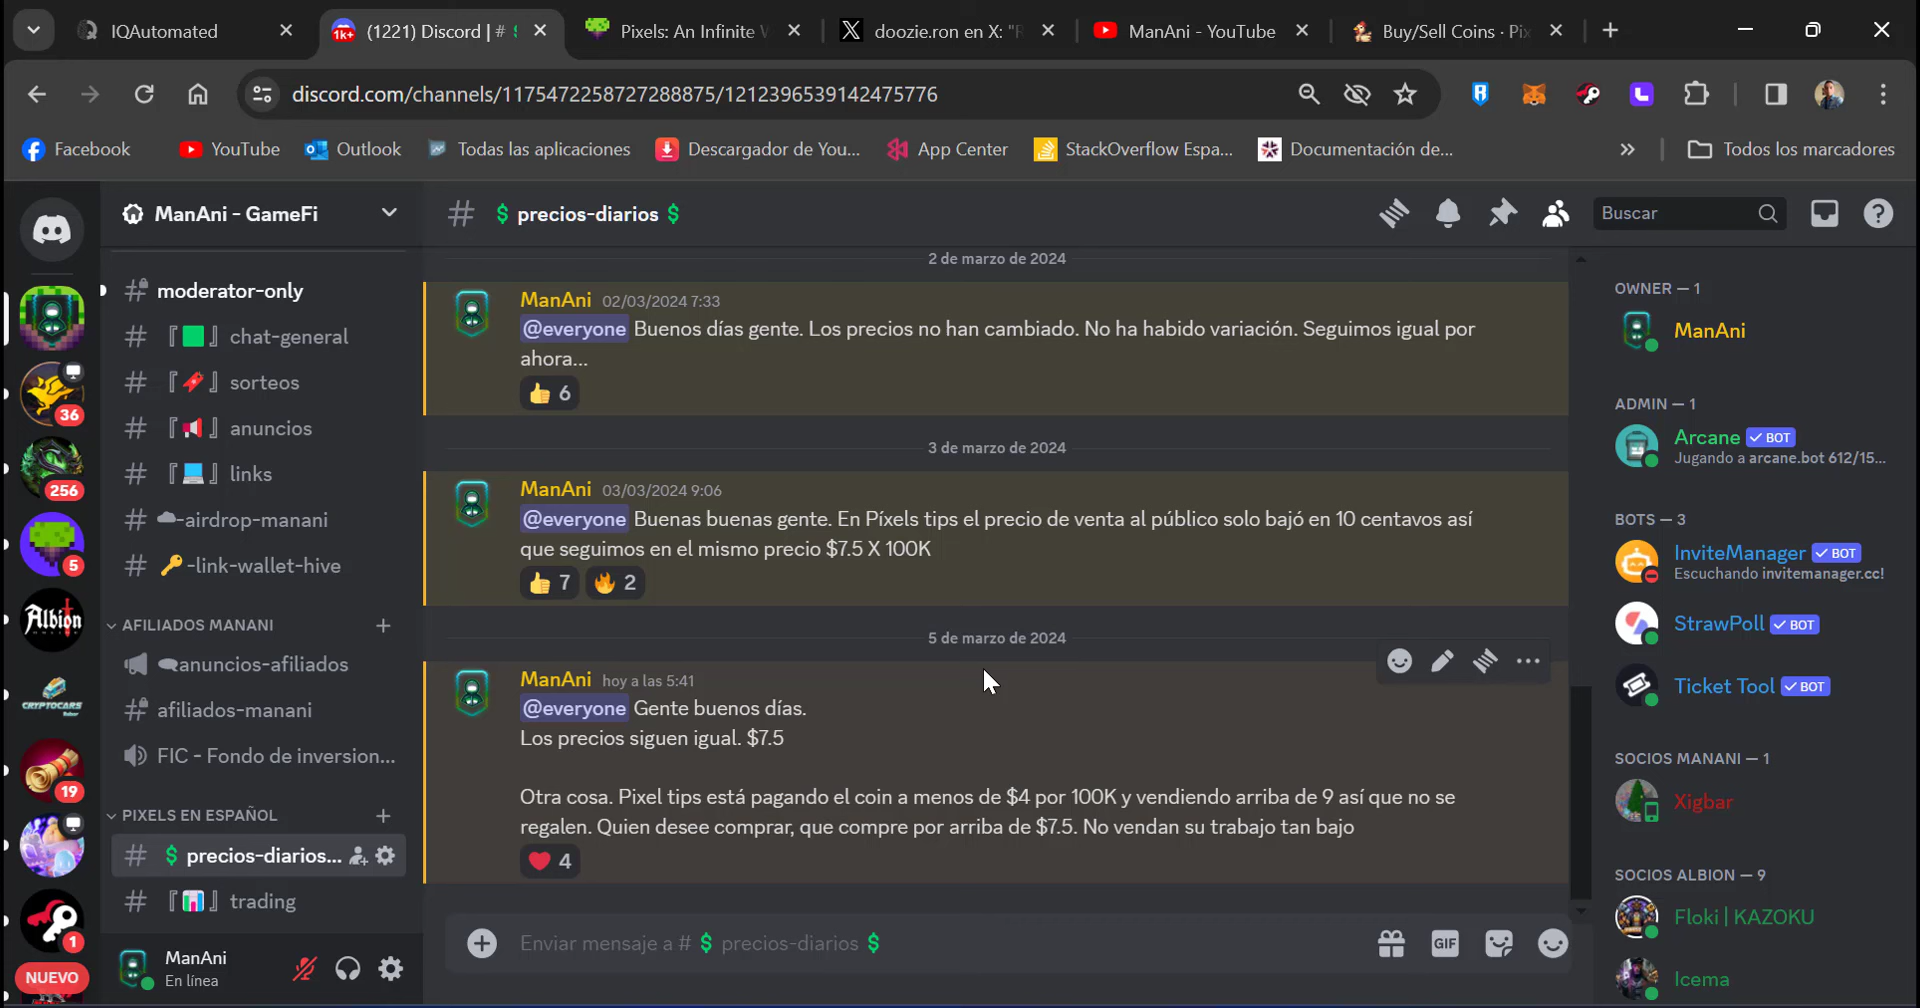 IQAutomated
(1221) Discord | #
Pixels: An Infinite
doozie.ron en X: "R
ManAni - YouTube
Buy/Sell Coins · Pix
1k+
discord.com/channels/1175472258727288875/1212396539142475776
Facebook
YouTube
Outlook
Todas las aplicaciones
Descargador de You...
App Center
StackOverflow Espa...
Documentación de...
Todos los marcadores
ManAni - GameFi
# $ precios-diarios $
Buscar
moderator-only
# 『🟩』 chat-general
# 『』 sorteos
# 『📢』 anuncios
# 『💻』 links
# ☁-airdrop-manani
# 🔑-link-wallet-hive
AFILIADOS MANANI
anuncios-afiliados
afiliados-manani
FIC - Fondo de inversion...
PIXELS EN ESPAÑOL
# $ precios-diarios...
# 『📊』 trading
36
256
5
Albion
CRYPTOCARS
19
1
NUEVO
ManAni
En línea
2 de marzo de 2024
ManAni 02/03/2024 7:33
@everyone Buenos días gente. Los precios no han cambiado. No ha habido variación. Seguimos igual por
ahora...
👍 6
3 de marzo de 2024
ManAni 03/03/2024 9:06
@everyone Buenas buenas gente. En Píxels tips el precio de venta al público solo bajó en 10 centavos así
que seguimos en el mismo precio $7.5 X 100K
👍 7 🔥 2
5 de marzo de 2024
ManAni hoy a las 5:41
@everyone Gente buenos días.
Los precios siguen igual. $7.5
Otra cosa. Pixel tips está pagando el coin a menos de $4 por 100K y vendiendo arriba de 9 así que no se
regalen. Quien desee comprar, que compre por arriba de $7.5. No vendan su trabajo tan bajo
❤️ 4
Enviar mensaje a # $ precios-diarios $
GIF
OWNER — 1
ManAni
ADMIN — 1
Arcane ✓ BOT
Jugando a arcane.bot 612/15...
BOTS — 3
InviteManager ✓ BOT
Escuchando invitemanager.cc!
StrawPoll ✓ BOT
Ticket Tool ✓ BOT
SOCIOS MANANI — 1
Xigbar
SOCIOS ALBION — 9
Floki | KAZOKU
Icema